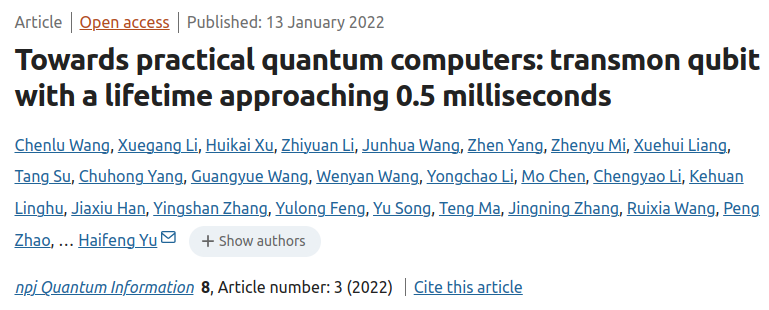 Article | Open access | Published: 13 January 2022
Towards practical quantum computers: transmon qubit
with a lifetime approaching 0.5 milliseconds
Chenlu Wang, Xuegang Li, Huikai Xu, Zhiyuan Li, Junhua Wang, Zhen Yang, Zhenyu Mi, Xuehui Liang,
Tang Su, Chuhong Yang, Guangyue Wang, Wenyan Wang, Yongchao Li, Mo Chen, Chengyao Li, Kehuan
Linghu, Jiaxiu Han, Yingshan Zhang, Yulong Feng, Yu Song, Teng Ma, Jingning Zhang, Ruixia Wang, Peng
Zhao, … Haifeng Yu + Show authors
npj Quantum Information 8, Article number: 3 (2022) | Cite this article